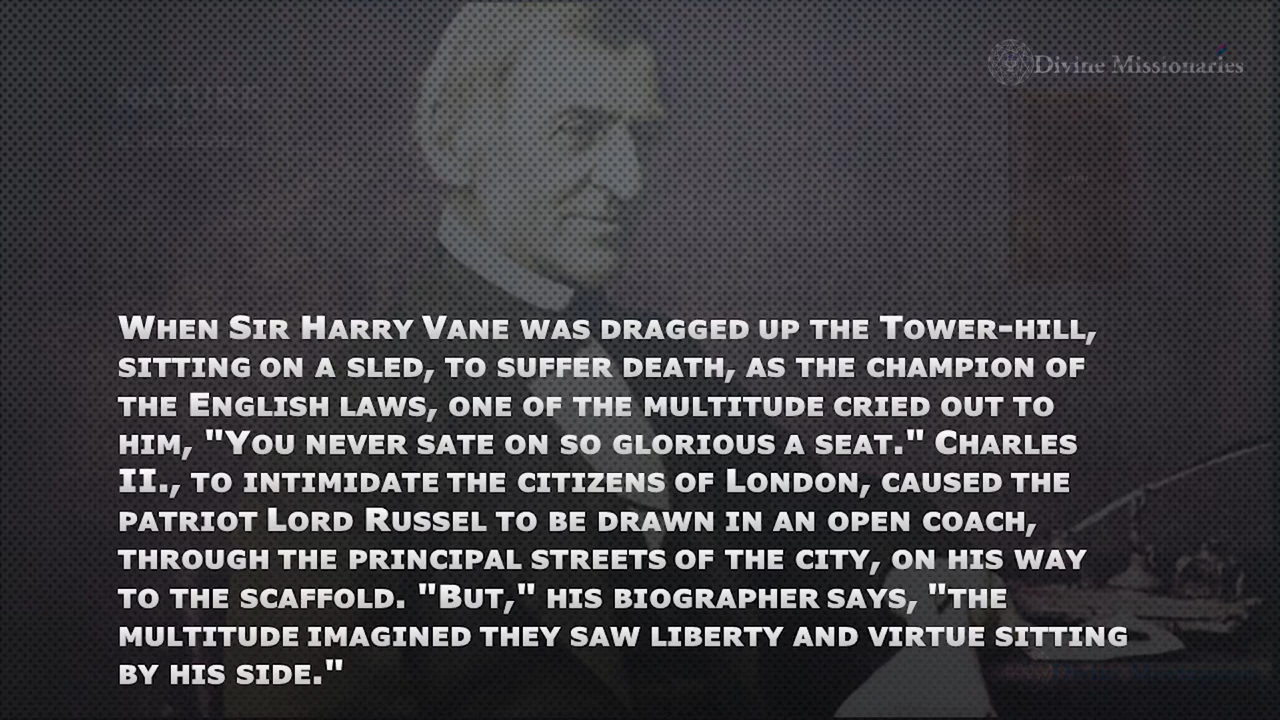 Divine Missionaries
NATURE
When Sir Harry Vane was dragged up the Tower-hill,
sitting on a sled, to suffer death, as the champion of
the English laws, one of the multitude cried out to
him, "You never sate on so glorious a seat." Charles
II., to intimidate the citizens of London, caused the
patriot Lord Russel to be drawn in an open coach,
through the principal streets of the city, on his way
to the scaffold. "But," his biographer says, "the
multitude imagined they saw liberty and virtue sitting
by his side."